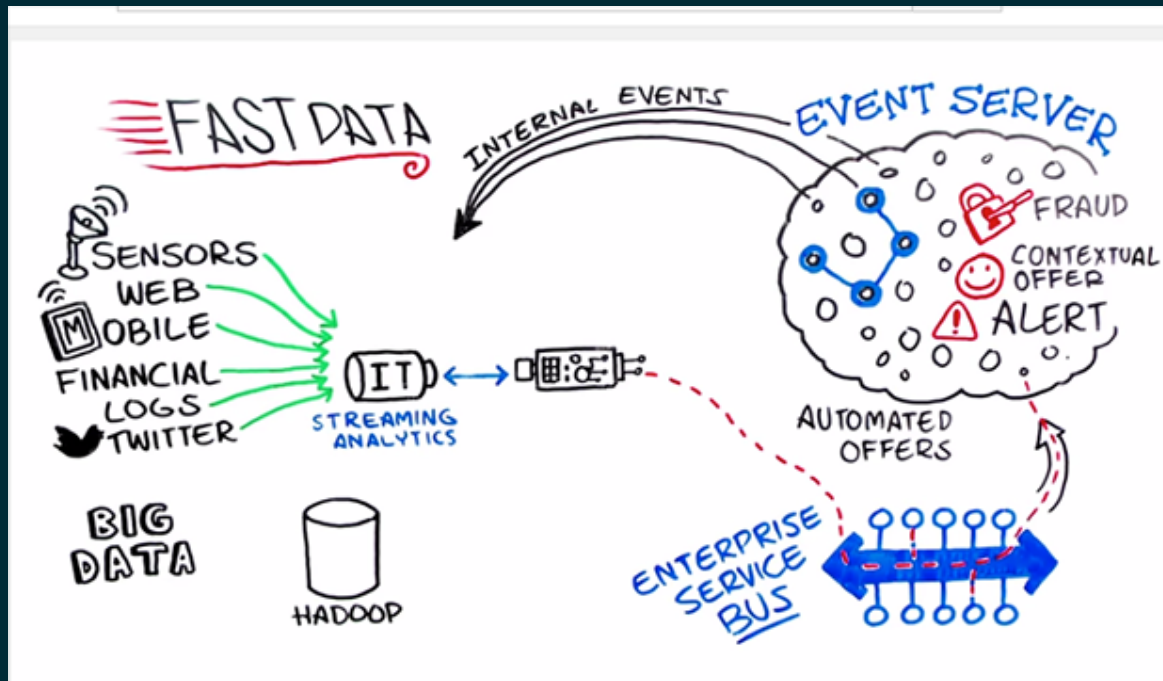 FAST DATA
INTERNAL EVENTS
EVENT SERVER
FRAUD
CONTEXTUAL
OFFER
ALERT
SENSORS
WEB
MOBILE
FINANCIAL
LOGS
TWITTER
IT
STREAMING
ANALYTICS
AUTOMATED
OFFERS
BIG
DATA
HADOOP
ENTERPRISE
SERVICE
BUS